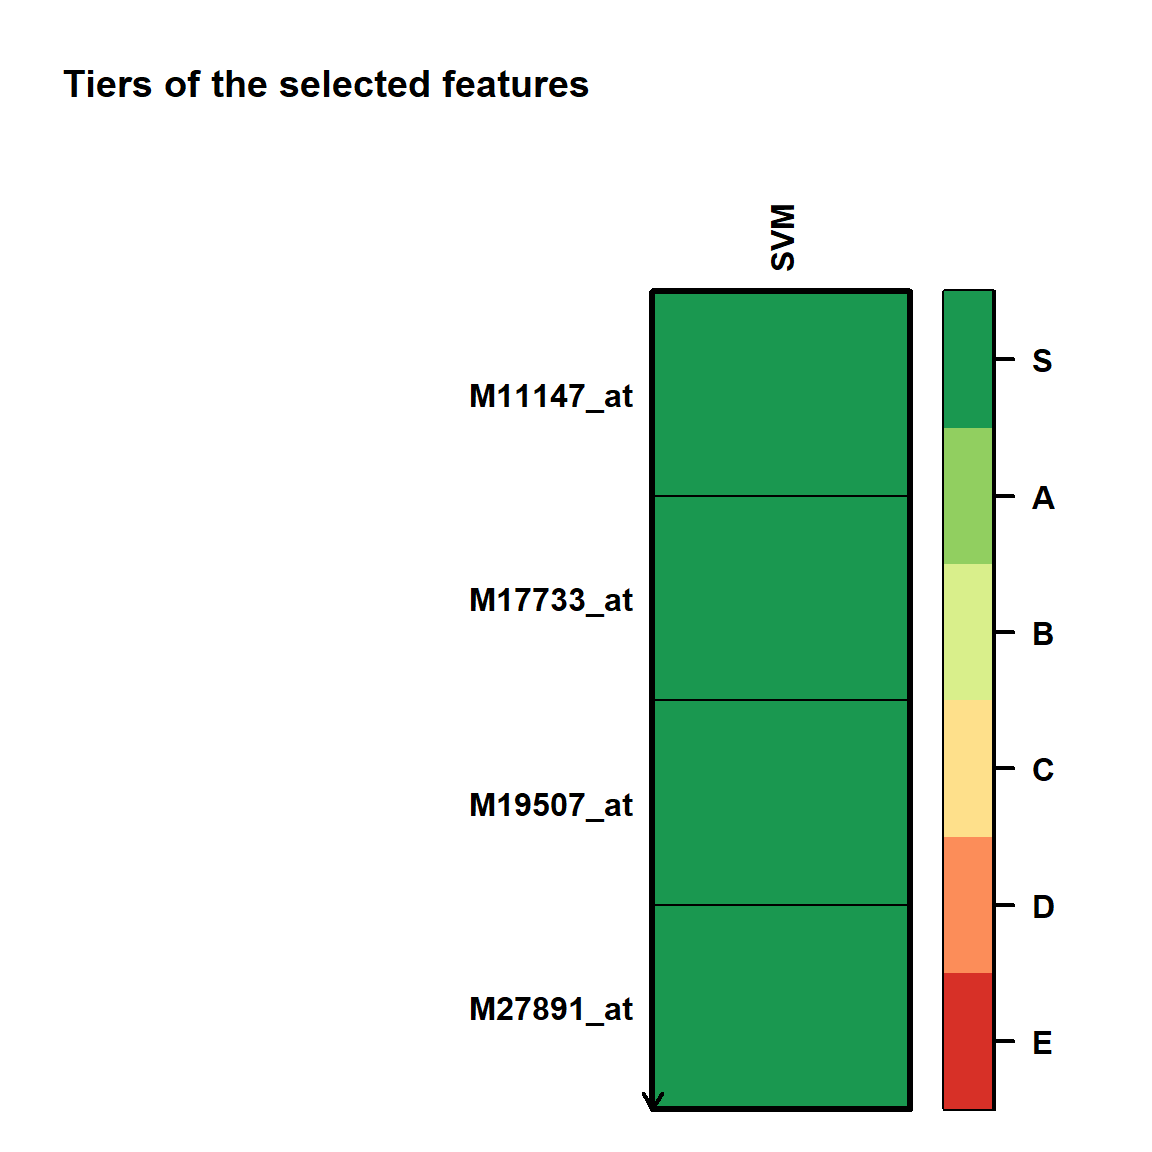 Tiers of the selected features
SVM
M11147_at
M17733_at
M19507_at
M27891_at
S
A
B
C
D
E